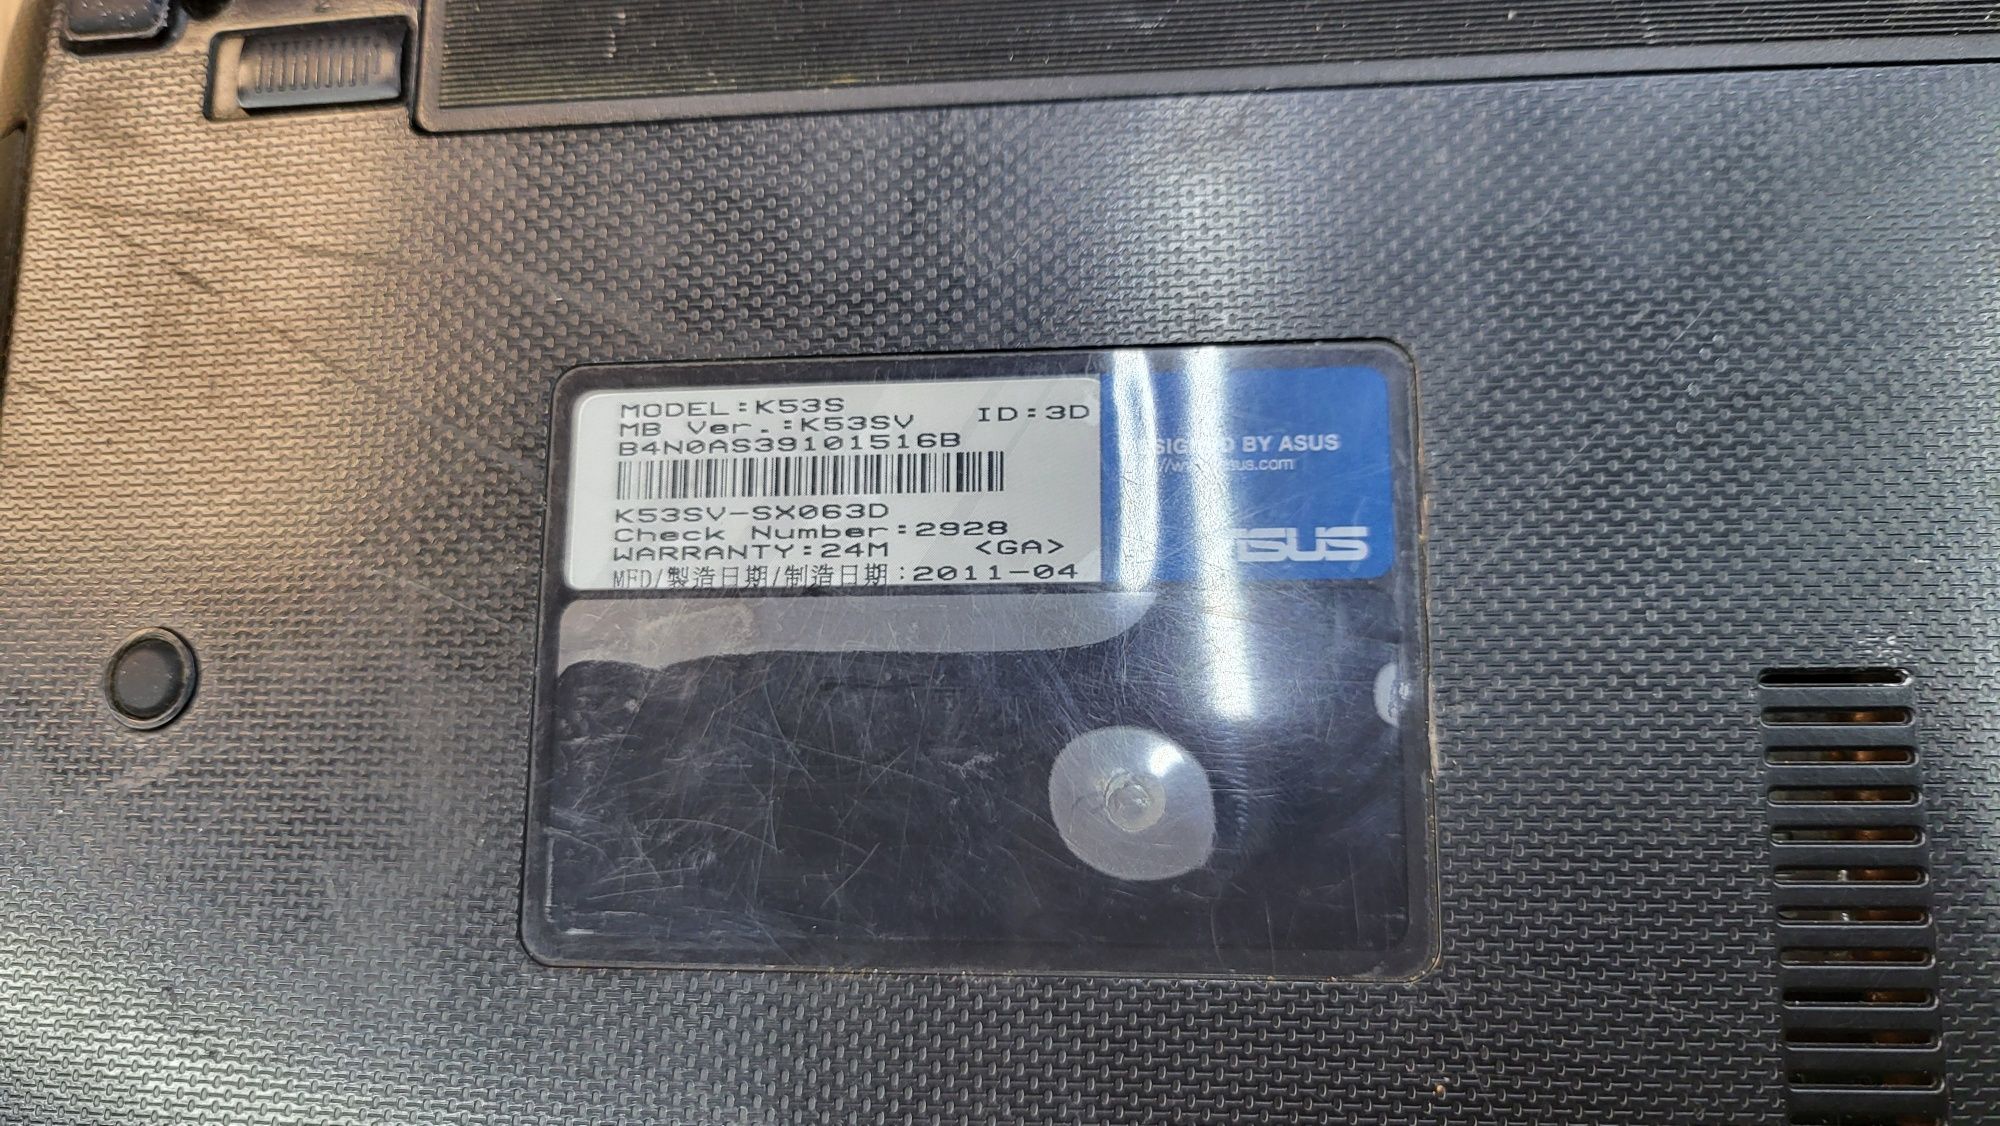 MODEL:K53S ID:3D
MB Ver.:K53SV
B4N0AS39101516B
K53SV-SX063D
Check Number:2928
WARRANTY:24M <GA>
MFD/製造日期/制造日期:2011-04
BY ASUS
ASUS